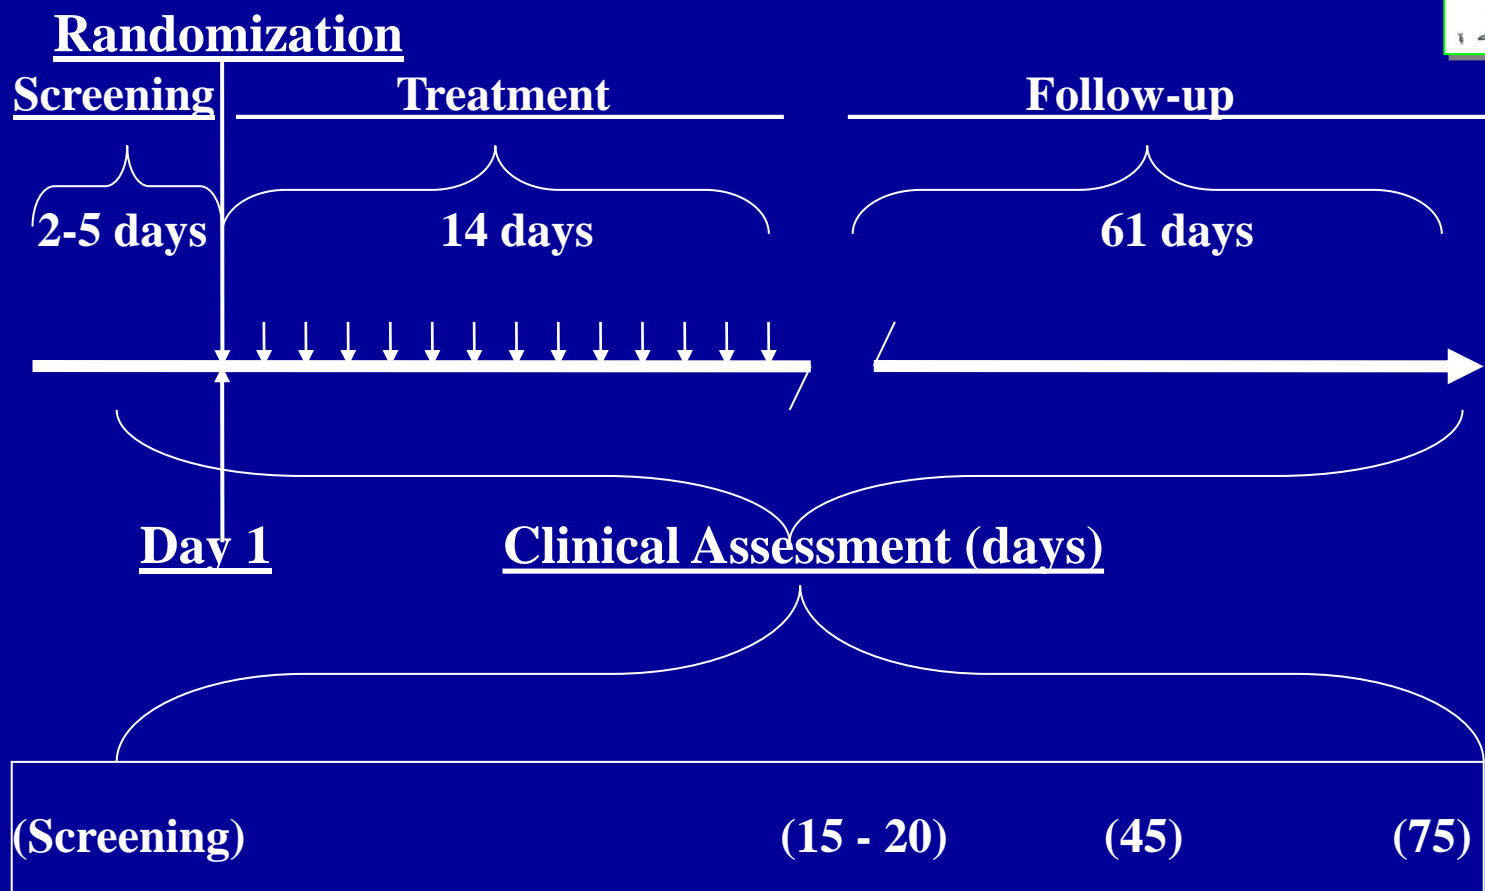 Randomization
Screening Treatment Follow-up
2-5 days 14 days 61 days
Day 1 Clinical Assessment (days)
(Screening) (15 - 20) (45) (75)